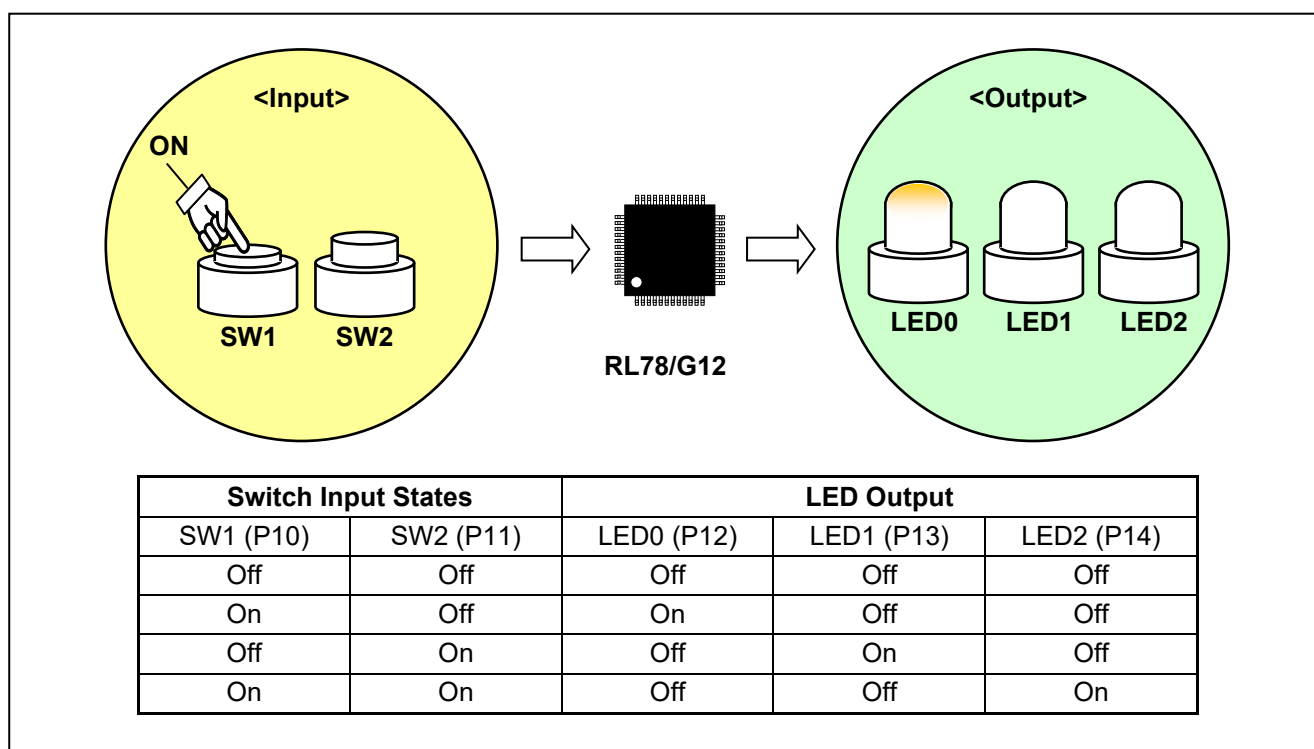 <Input>
<Output>
ON
SW1 SW2
LED0 LED1 LED2
RL78/G12
Switch Input States LED Output
SW1 (P10) SW2 (P11) LED0 (P12) LED1 (P13) LED2 (P14)
Off Off Off Off Off
On Off On Off Off
Off On Off On Off
On On Off Off On